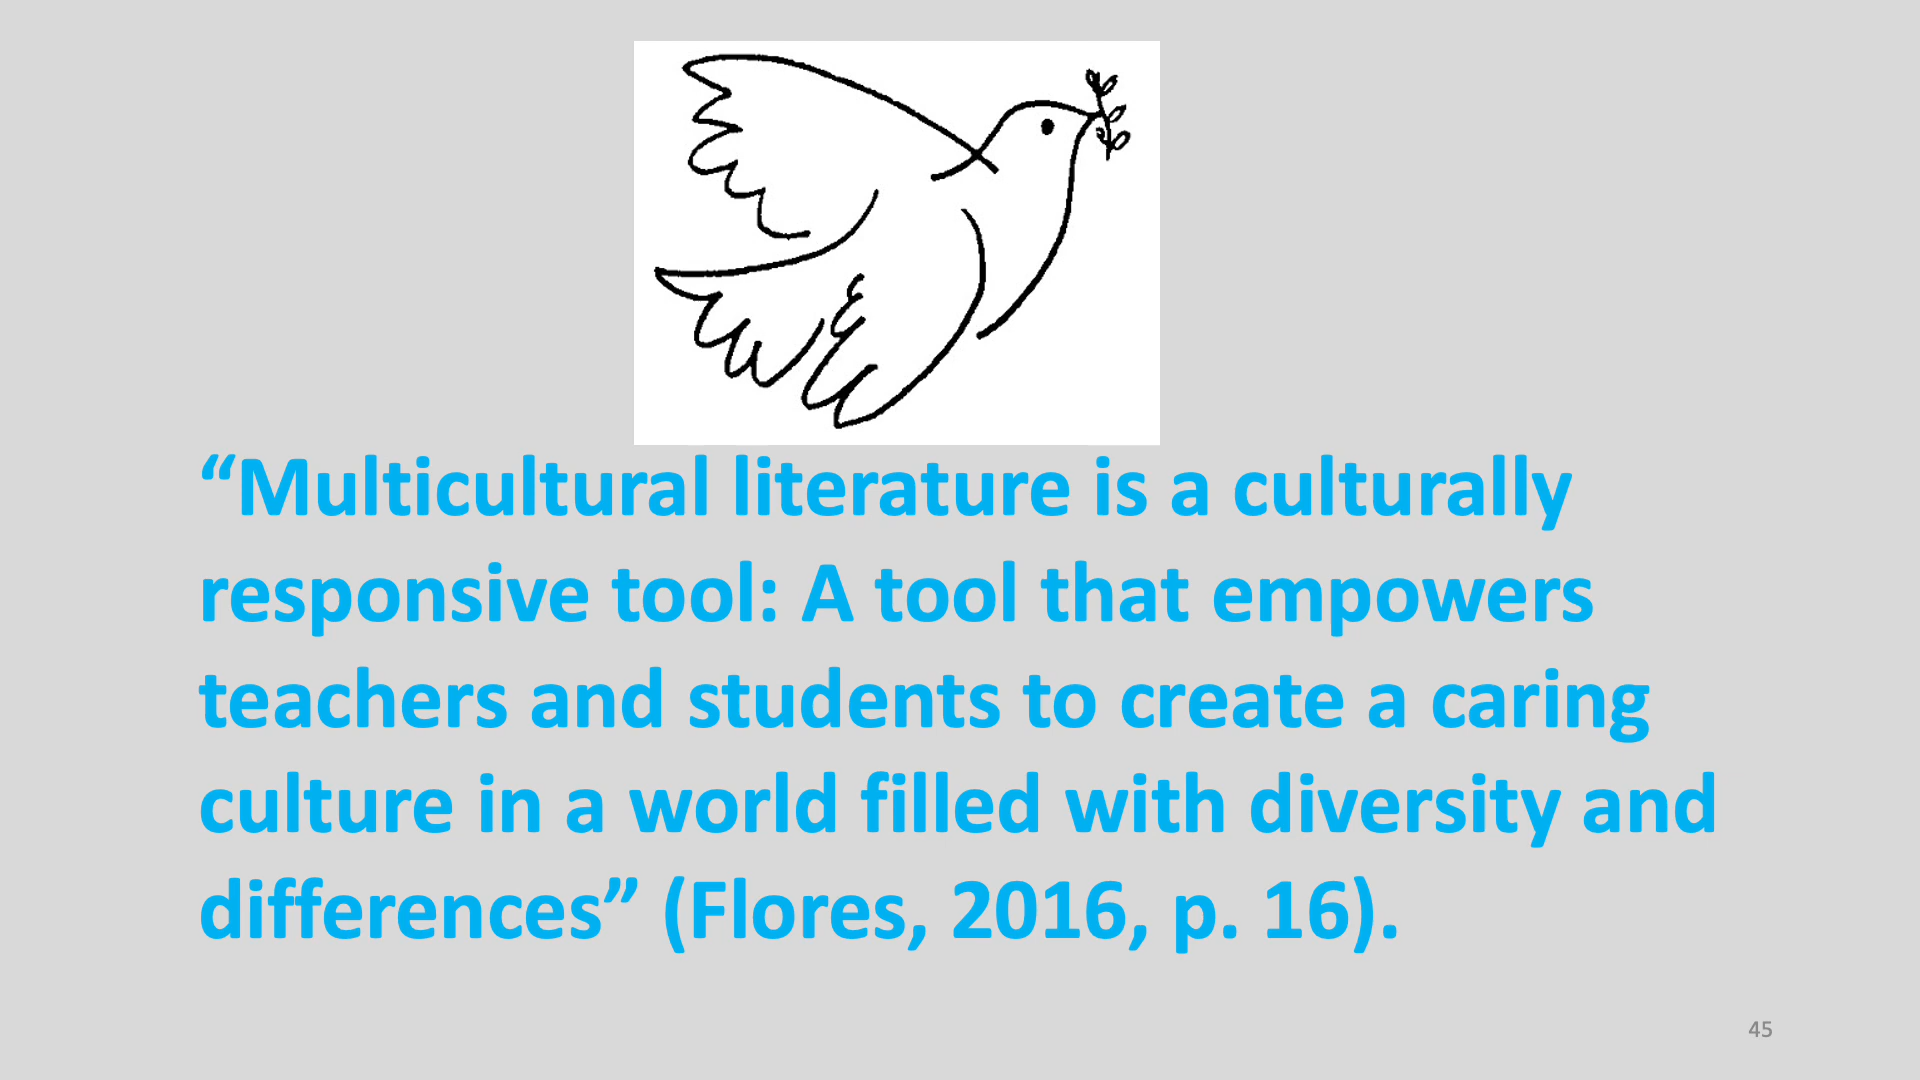 “Multicultural literature is a culturally
responsive tool: A tool that empowers
teachers and students to create a caring
culture in a world filled with diversity and
differences” (Flores, 2016, p. 16).
45